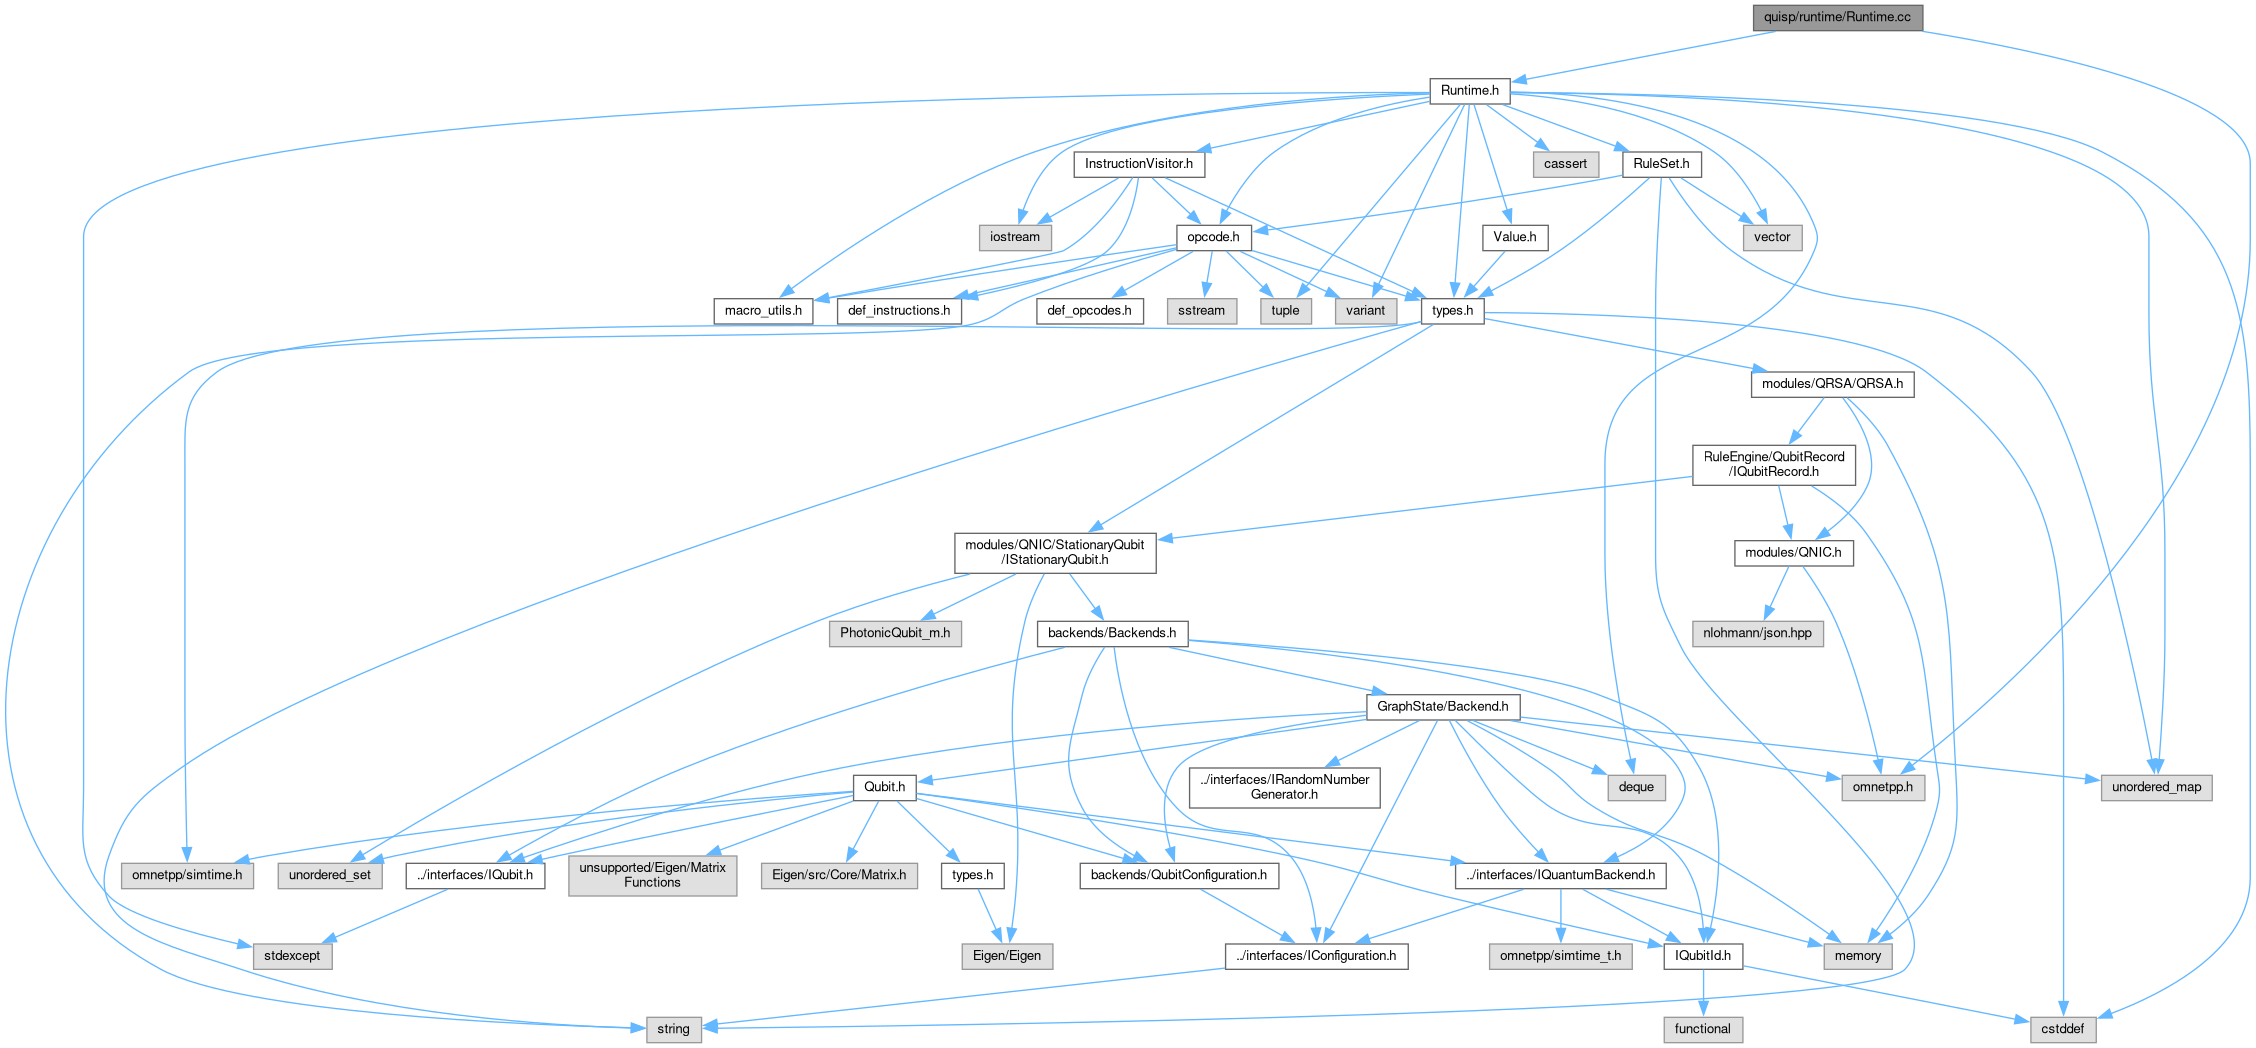 quisp/runtime/Runtime.cc
Runtime.h
InstructionVisitor.h
cassert
RuleSet.h
iostream
opcode.h
Value.h
vector
macro_utils.h
def_instructions.h
def_opcodes.h
sstream
tuple
variant
types.h
modules/QRSA/QRSA.h
RuleEngine/QubitRecord
/IQubitRecord.h
modules/QNIC/StationaryQubit
/IStationaryQubit.h
modules/QNIC.h
PhotonicQubit_m.h
backends/Backends.h
nlohmann/json.hpp
GraphState/Backend.h
Qubit.h
../interfaces/IRandomNumber
Generator.h
deque
omnetpp.h
unordered_map
omnetpp/simtime.h
unordered_set
../interfaces/IQubit.h
unsupported/Eigen/Matrix
Functions
Eigen/src/Core/Matrix.h
types.h
backends/QubitConfiguration.h
../interfaces/IQuantumBackend.h
stdexcept
Eigen/Eigen
../interfaces/IConfiguration.h
omnetpp/simtime_t.h
IQubitId.h
memory
string
functional
cstddef